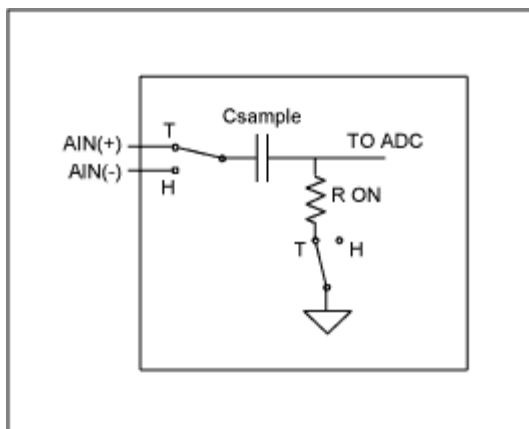 Csample
AIN(+) T TO ADC
AIN(-)
H
R ON
T H